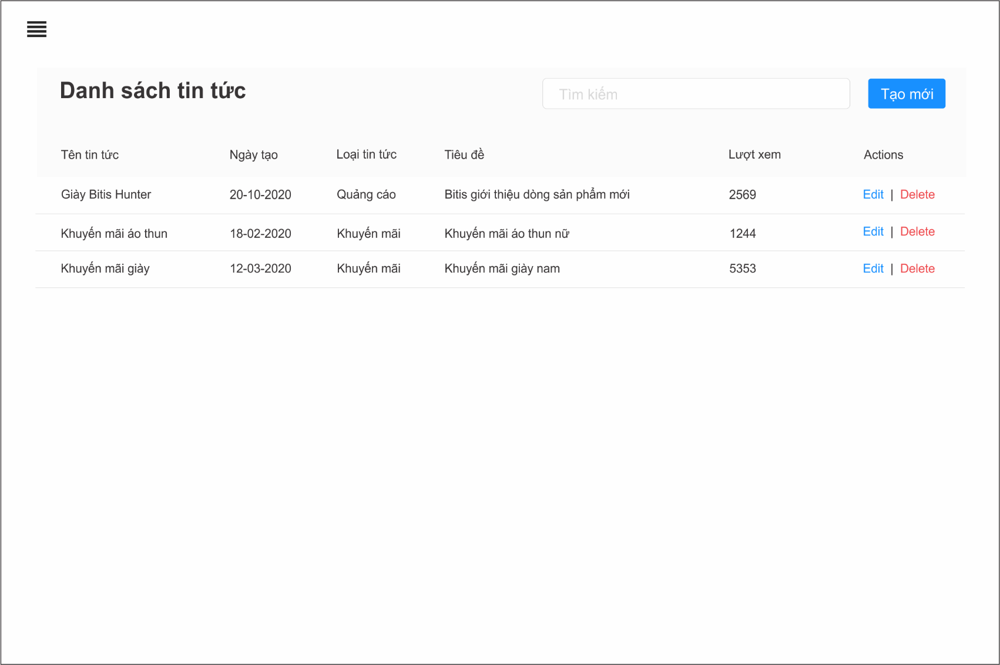 Danh sách tin tức
Tìm kiếm
Tạo mới
Tên tin tức Ngày tạo Loại tin tức Tiêu đề Lượt xem Actions
Giày Bitis Hunter 20-10-2020 Quảng cáo Bitis giới thiệu dòng sản phẩm mới 2569 Edit | Delete
Khuyến mãi áo thun 18-02-2020 Khuyến mãi Khuyến mãi áo thun nữ 1244 Edit | Delete
Khuyến mãi giày 12-03-2020 Khuyến mãi Khuyến mãi giày nam 5353 Edit | Delete